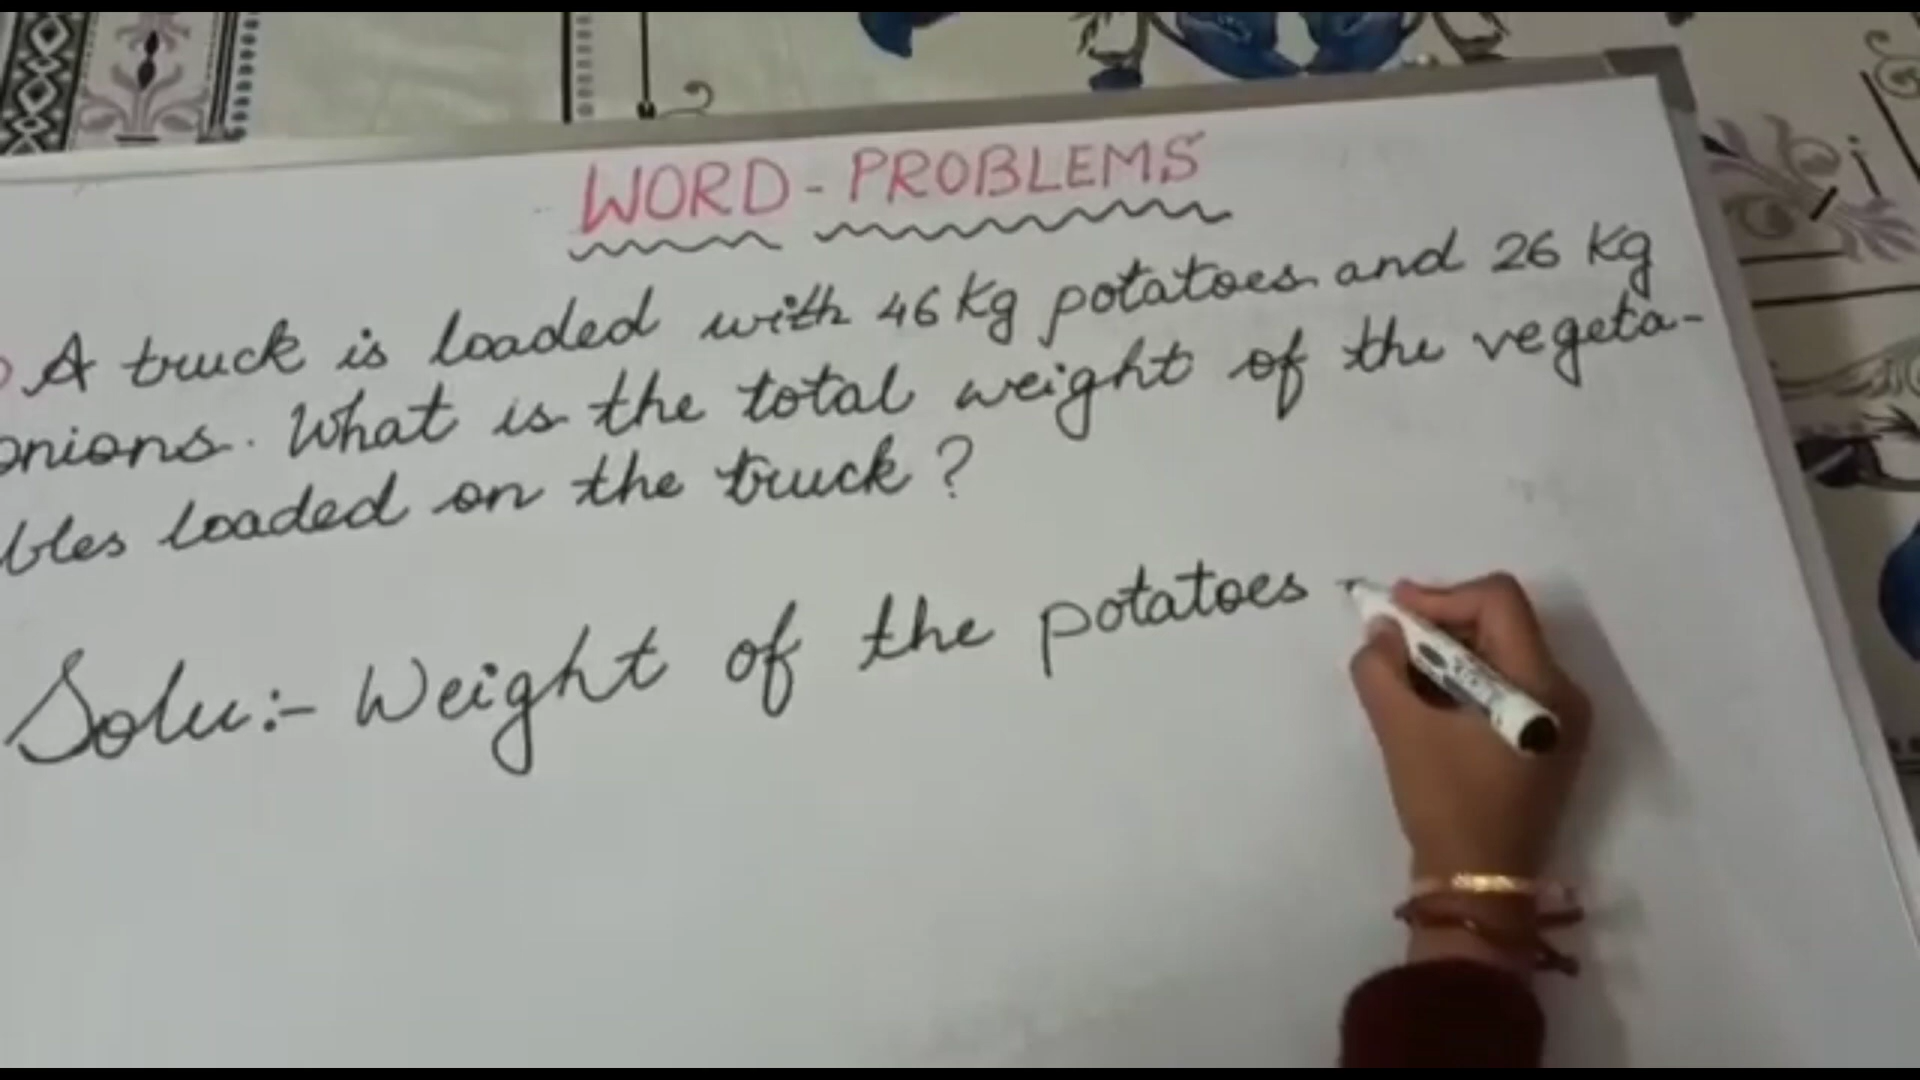 WORD-PROBLEMS
A truck is loaded with 46 Kg potatoes and 26 Kg
onions. What is the total weight of the vegeta-
bles loaded on the truck?
Solu:- Weight of the potatoes